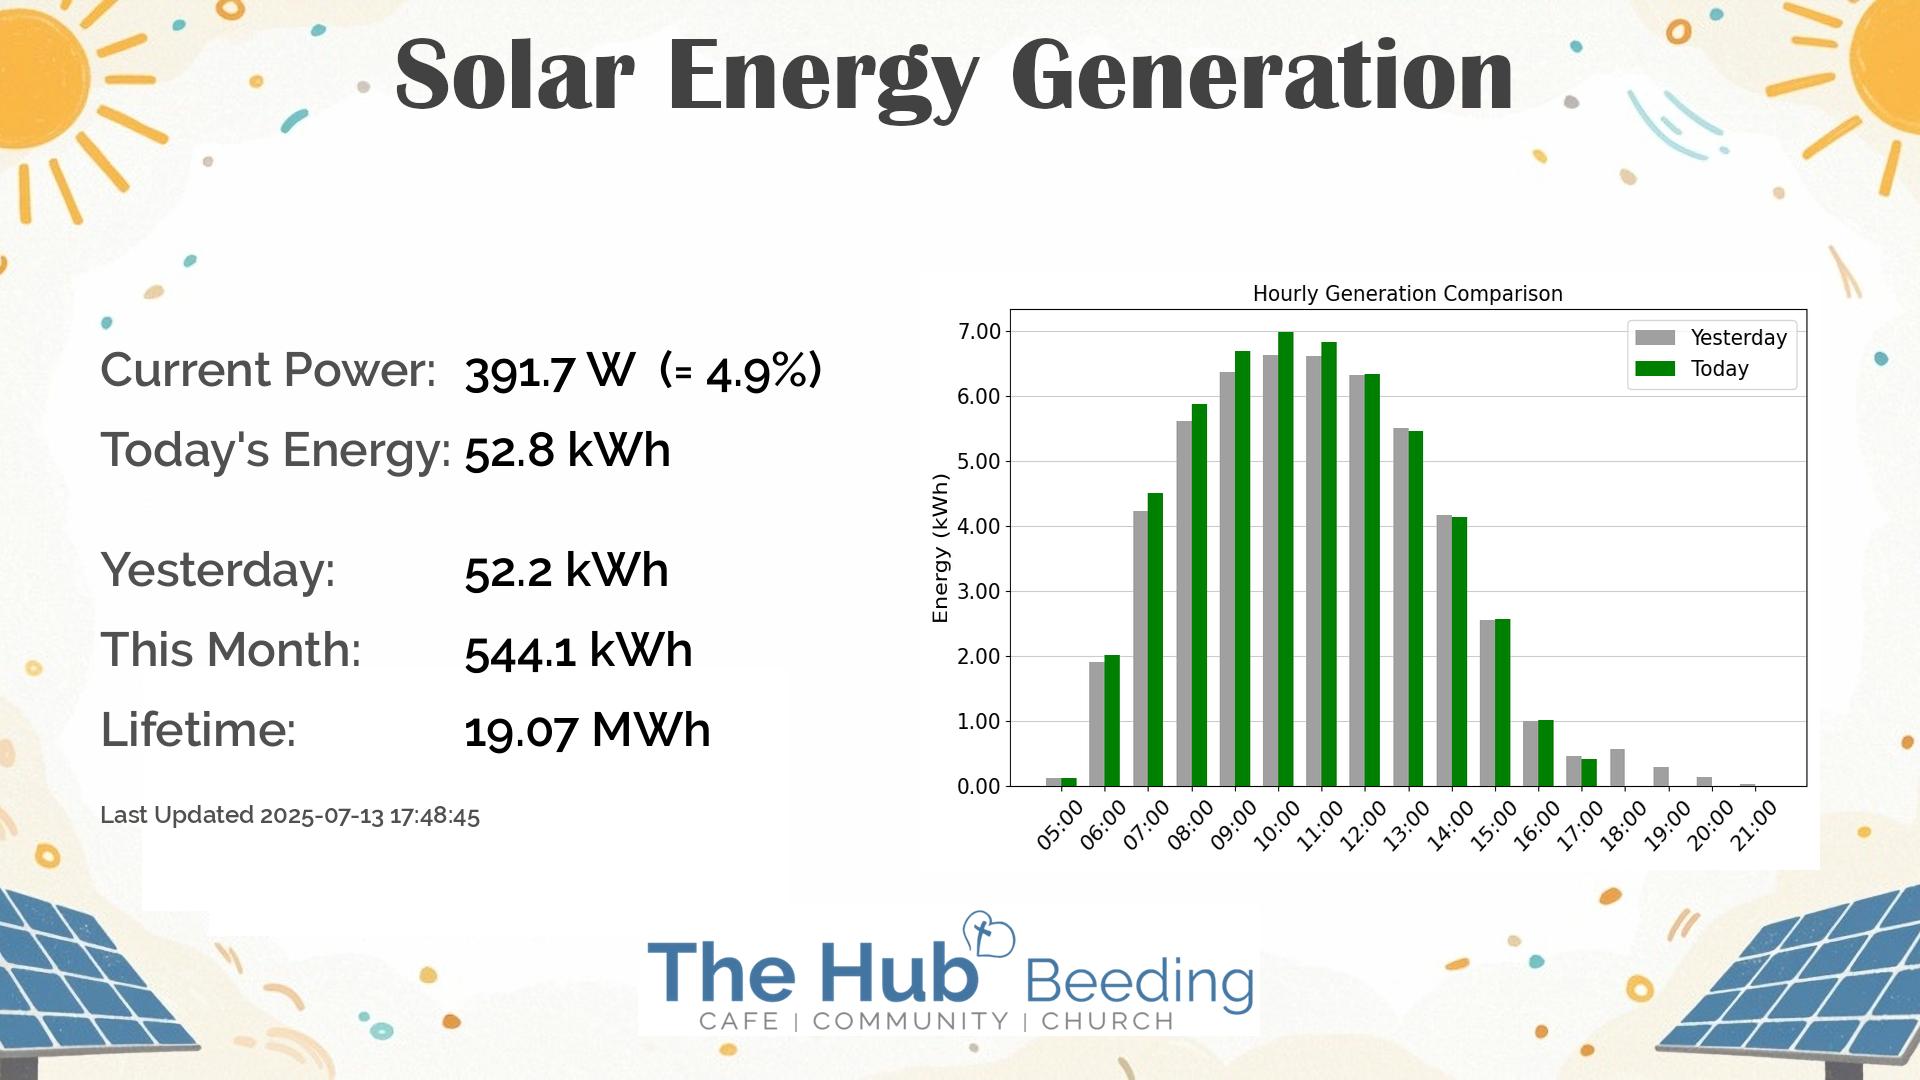 Solar Energy Generation
Current Power: 391.7 W (= 4.9%)
Today's Energy: 52.8 kWh
Yesterday: 52.2 kWh
This Month: 544.1 kWh
Lifetime: 19.07 MWh
Last Updated 2025-07-13 17:48:45
Hourly Generation Comparison
Yesterday
Today
Energy (kWh)
7.00
6.00
5.00
4.00
3.00
2.00
1.00
0.00
05:00 06:00 07:00 08:00 09:00 10:00 11:00 12:00 13:00 14:00 15:00 16:00 17:00 18:00 19:00 20:00 21:00
The Hub Beeding
CAFE | COMMUNITY | CHURCH